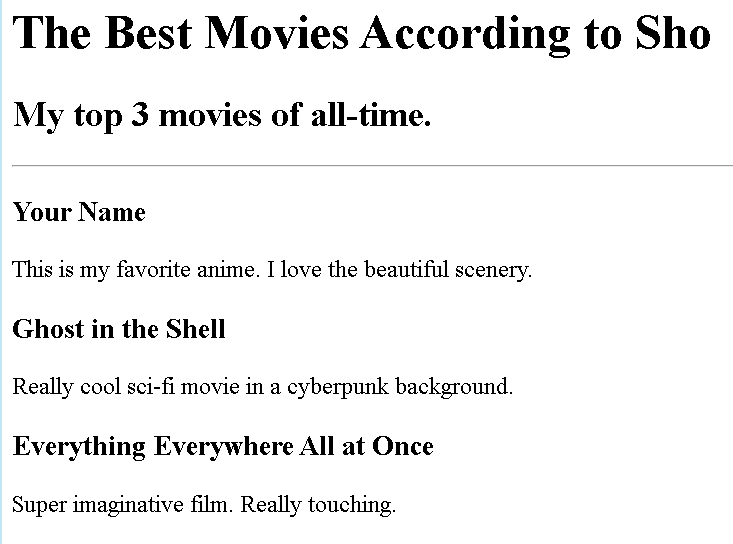 The Best Movies According to Sho
My top 3 movies of all-time.
Your Name
This is my favorite anime. I love the beautiful scenery.
Ghost in the Shell
Really cool sci-fi movie in a cyberpunk background.
Everything Everywhere All at Once
Super imaginative film. Really touching.